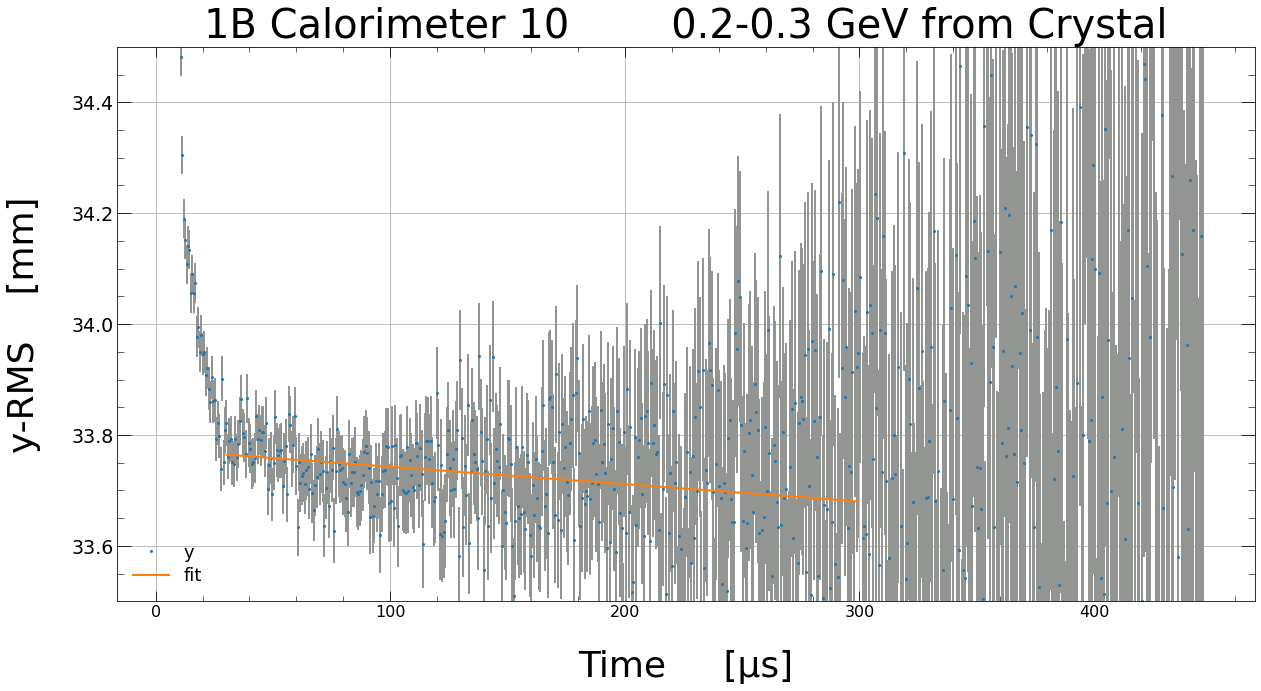 1B Calorimeter 10 0.2-0.3 GeV from Crystal
y-RMS [mm]
34.4
34.2
34.0
33.8
33.6
y
fit
0 100 200 300 400
Time [μs]